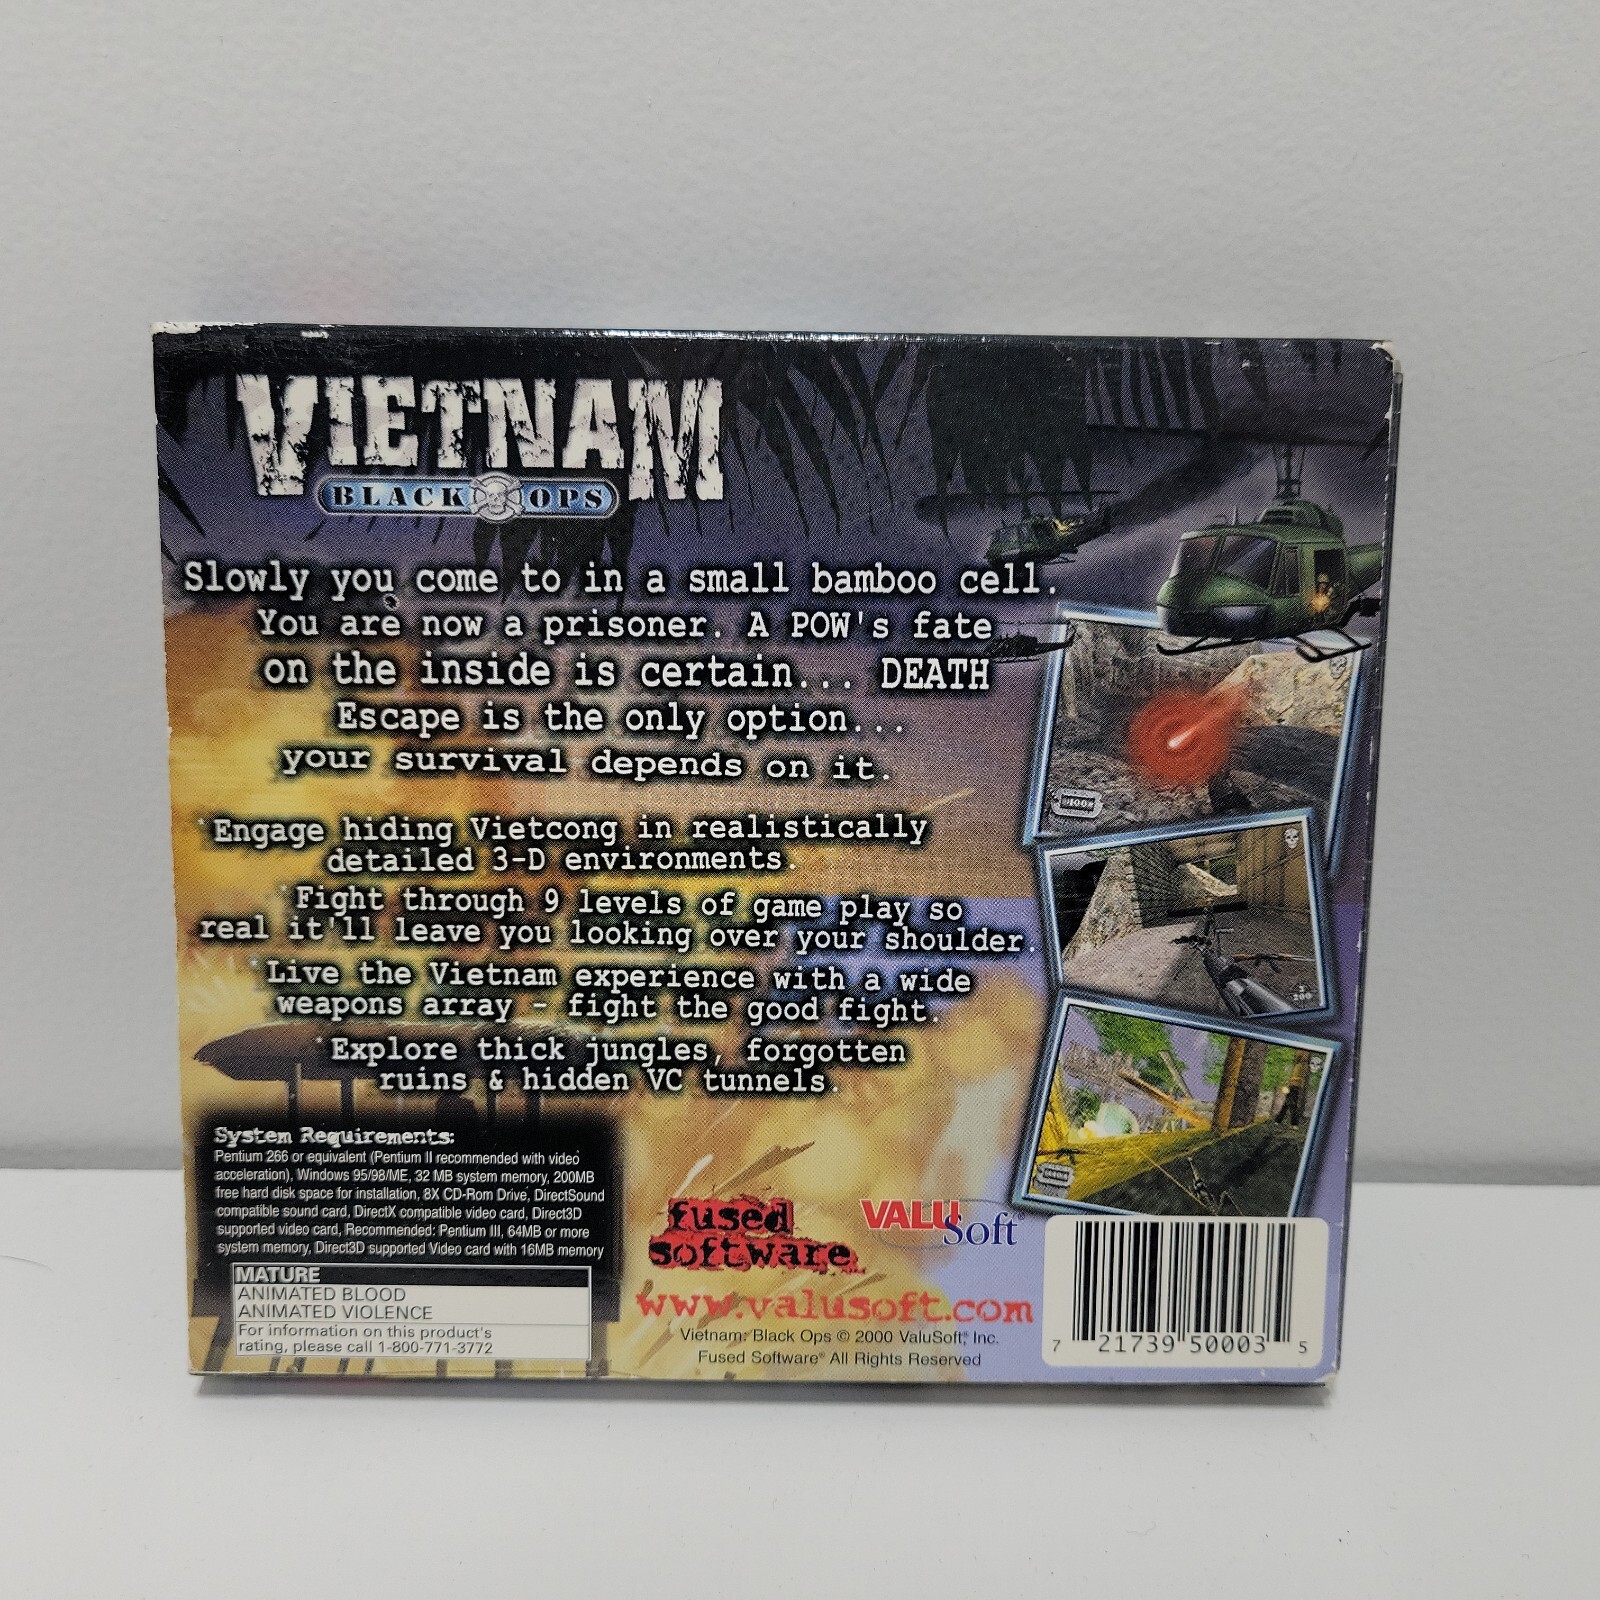 VIETNAM
BLACK OPS
Slowly you come to in a small bamboo cell.
You are now a prisoner. A POW's fate
on the inside is certain... DEATH
Escape is the only option...
your survival depends on it.
*Engage hiding Vietcong in realistically
detailed 3-D environments.
*Fight through 9 levels of game play so
real it'll leave you looking over your shoulder.
*Live the Vietnam experience with a wide
weapons array - fight the good fight.
*Explore thick jungles, forgotten
ruins & hidden VC tunnels.
System Requirements:
Pentium 266 or equivalent (Pentium II recommended with video
acceleration), Windows 95/98/ME, 32 MB system memory, 200MB
free hard disk space for installation, 8X CD-Rom Drive, DirectSound
compatible sound card, DirectX compatible video card, Direct3D
supported video card, Recommended: Pentium III, 64MB or more
system memory, Direct3D supported Video card with 16MB memory
MATURE
ANIMATED BLOOD
ANIMATED VIOLENCE
For information on this product's
rating, please call 1-800-771-3772
fused
software
VALUSoft®
www.valusoft.com
Vietnam: Black Ops © 2000 ValuSoft® Inc.
Fused Software® All Rights Reserved
7 21739 50003 5